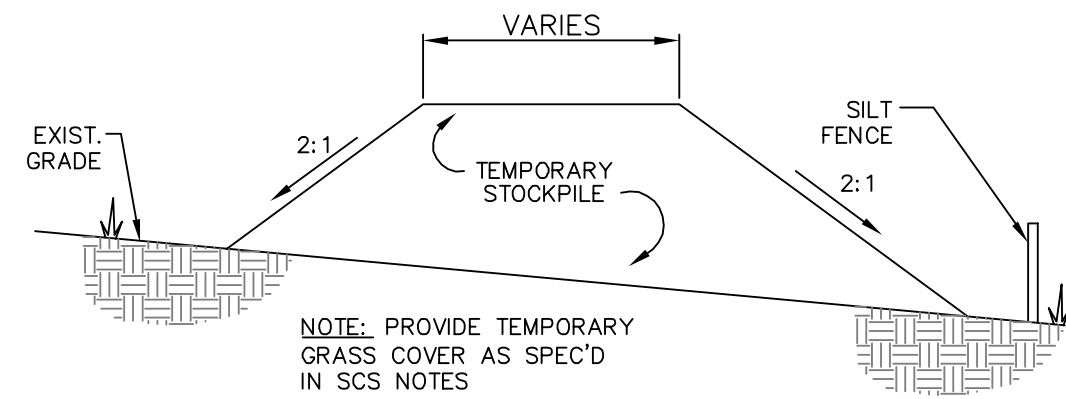 VARIES
EXIST.
GRADE
2:1
TEMPORARY
STOCKPILE
2:1
SILT
FENCE
NOTE: PROVIDE TEMPORARY
GRASS COVER AS SPEC'D
IN SCS NOTES